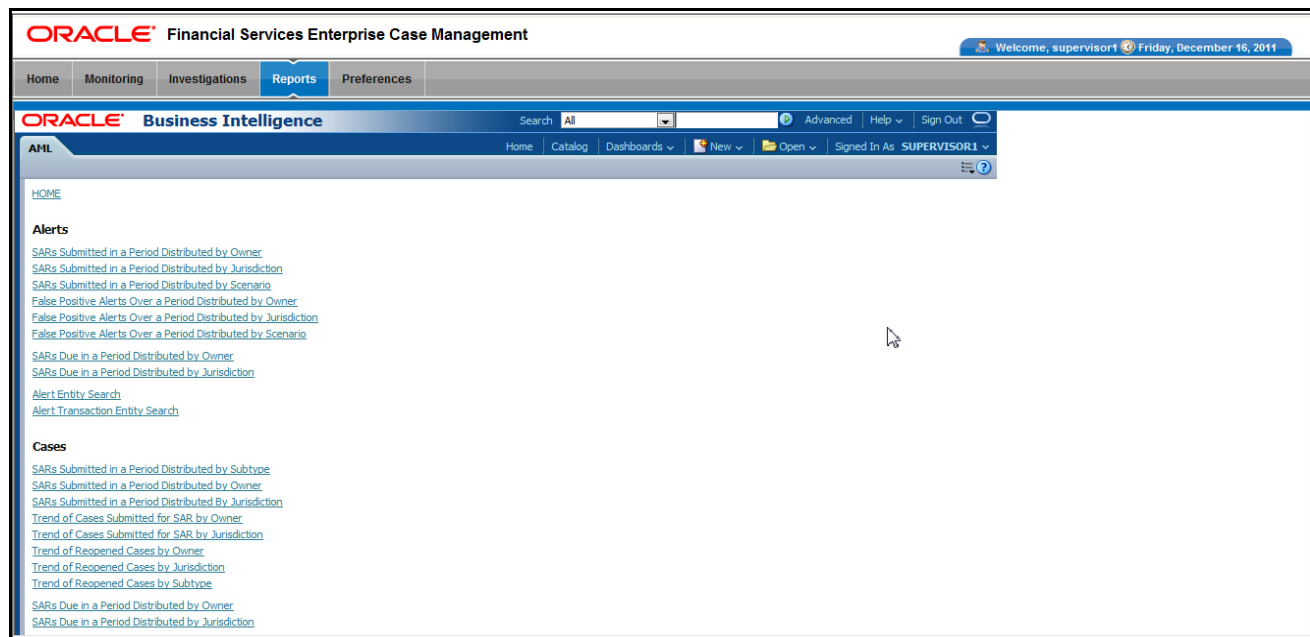 ORACLE Financial Services Enterprise Case Management
Welcome, supervisor1 Friday, December 16, 2011
Home Monitoring Investigations Reports Preferences
ORACLE Business Intelligence Search All Advanced Help Sign Out
AML Home Catalog Dashboards New Open Signed In As SUPERVISOR1
HOME
Alerts
SARs Submitted in a Period Distributed by Owner
SARs Submitted in a Period Distributed by Jurisdiction
SARs Submitted in a Period Distributed by Scenario
False Positive Alerts Over a Period Distributed by Owner
False Positive Alerts Over a Period Distributed by Jurisdiction
False Positive Alerts Over a Period Distributed by Scenario
SARs Due in a Period Distributed by Owner
SARs Due in a Period Distributed by Jurisdiction
Alert Entity Search
Alert Transaction Entity Search
Cases
SARs Submitted in a Period Distributed by Subtype
SARs Submitted in a Period Distributed by Owner
SARs Submitted in a Period Distributed By Jurisdiction
Trend of Cases Submitted for SAR by Owner
Trend of Cases Submitted for SAR by Jurisdiction
Trend of Reopened Cases by Owner
Trend of Reopened Cases by Jurisdiction
Trend of Reopened Cases by Subtype
SARs Due in a Period Distributed by Owner
SARs Due in a Period Distributed by Jurisdiction